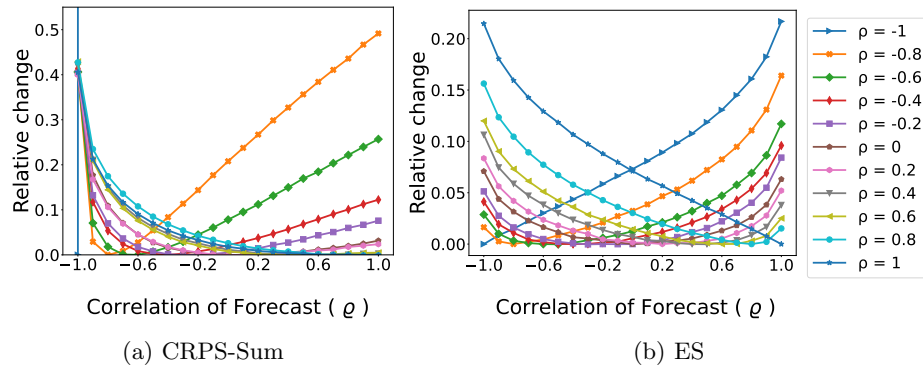 0.5
0.4
0.3
0.2
0.1
0.0
Relative change
−1.0 −0.6 −0.2 0.2 0.6 1.0
Correlation of Forecast ( ϱ )
(a) CRPS-Sum
0.20
0.15
0.10
0.05
0.00
Relative change
−1.0 −0.6 −0.2 0.2 0.6 1.0
Correlation of Forecast ( ϱ )
(b) ES
ρ = -1
ρ = -0.8
ρ = -0.6
ρ = -0.4
ρ = -0.2
ρ = 0
ρ = 0.2
ρ = 0.4
ρ = 0.6
ρ = 0.8
ρ = 1